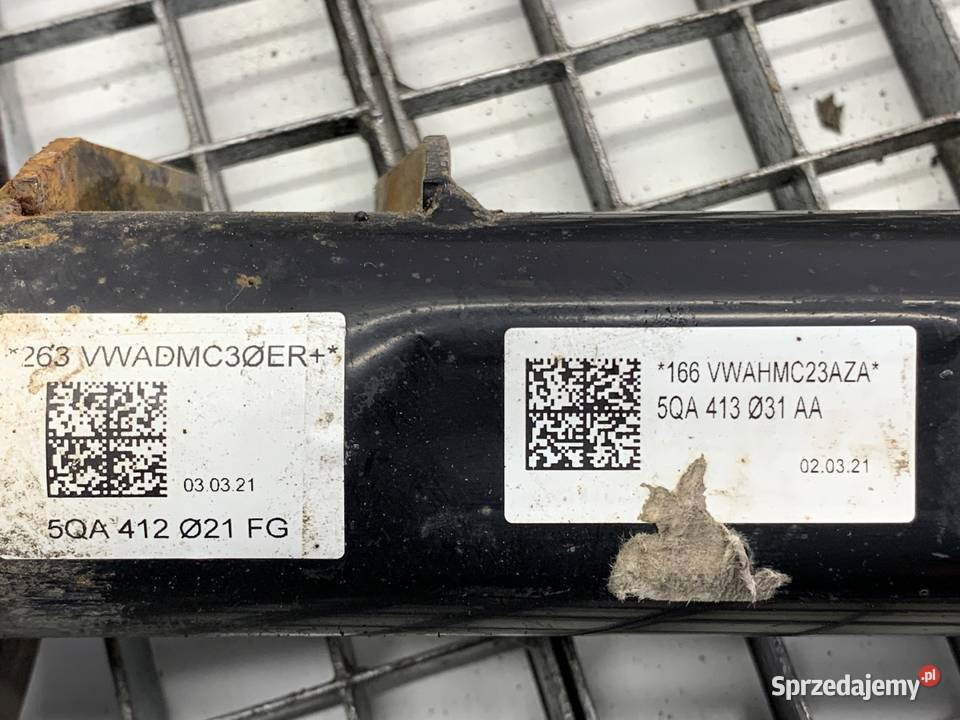 *263 VWADMC3ØER+*
03.03.21
5QA 412 Ø21 FG
*166 VWAHMC23AZA*
5QA 413 Ø31 AA
02.03.21
Sprzedajemy.pl